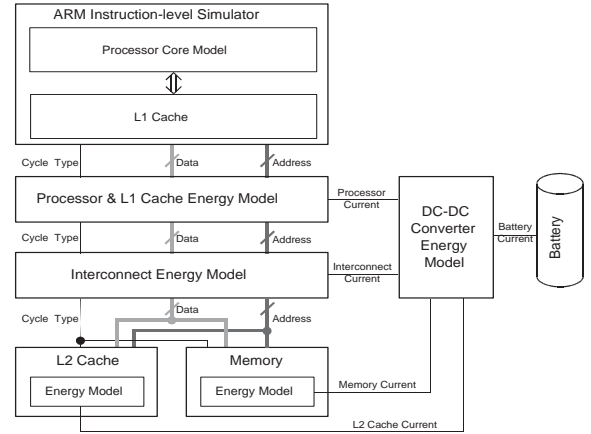 ARM Instruction-level Simulator
Processor Core Model
L1 Cache
Cycle Type
Data
Address
Processor & L1 Cache Energy Model
Processor
Current
DC-DC
Converter
Energy
Model
Battery
Current
Battery
Cycle Type
Data
Address
Interconnect Energy Model
Interconnect
Current
Cycle Type
Data
Address
L2 Cache
Energy Model
Memory
Energy Model
Memory Current
L2 Cache Current